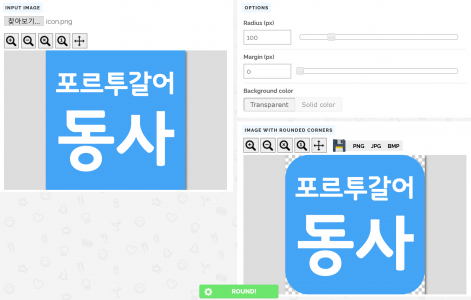 INPUT IMAGE
찾아보기... icon.png
포르투갈어
동사
OPTIONS
Radius (px)
100
Margin (px)
0
Background color
Transparent Solid color
IMAGE WITH ROUNDED CORNERS
PNG JPG BMP
포르투갈어
동사
ROUND!